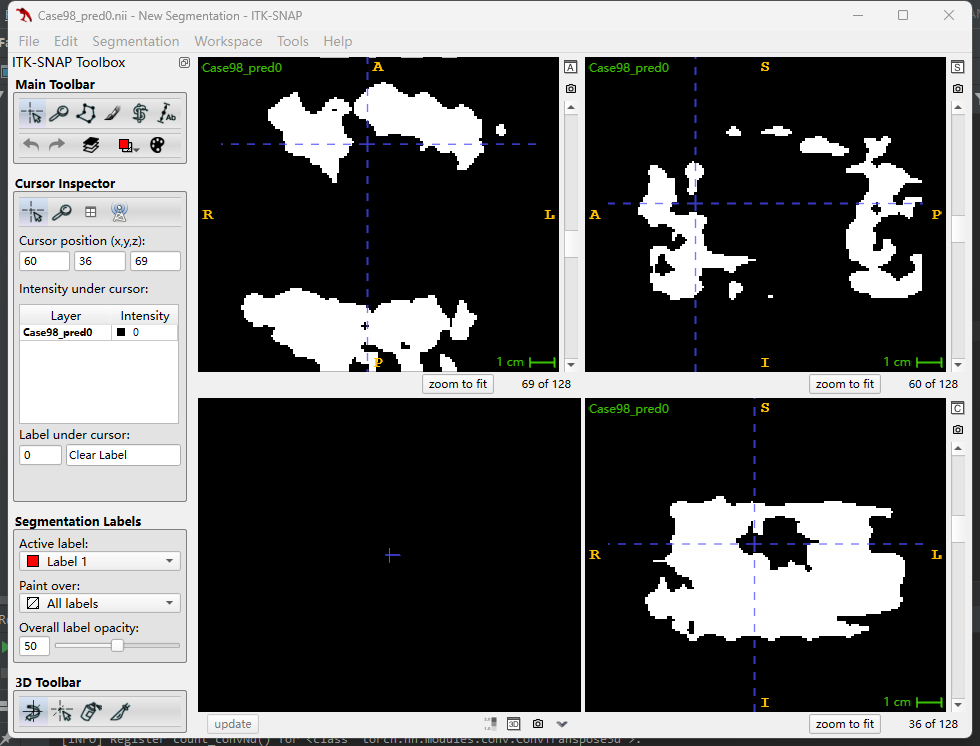 Case98_pred0.nii - New Segmentation - ITK-SNAP
File Edit Segmentation Workspace Tools Help
ITK-SNAP Toolbox
Main Toolbar
Cursor Inspector
Cursor position (x,y,z):
60 36 69
Intensity under cursor:
Layer Intensity
Case98_pred0 0
Label under cursor:
0 Clear Label
Segmentation Labels
Active label:
Label 1
Paint over:
All labels
Overall label opacity:
50
3D Toolbar
Case98_pred0
A
A
R
L
P
1 cm
zoom to fit 69 of 128
Case98_pred0
S
S
A
P
I
1 cm
zoom to fit 60 of 128
update
3D
Case98_pred0
S
C
R
L
I
1 cm
zoom to fit 36 of 128
[INFO] Register count_convNd() for <class 'torch.nn.modules.conv.ConvTranspose3d'>.